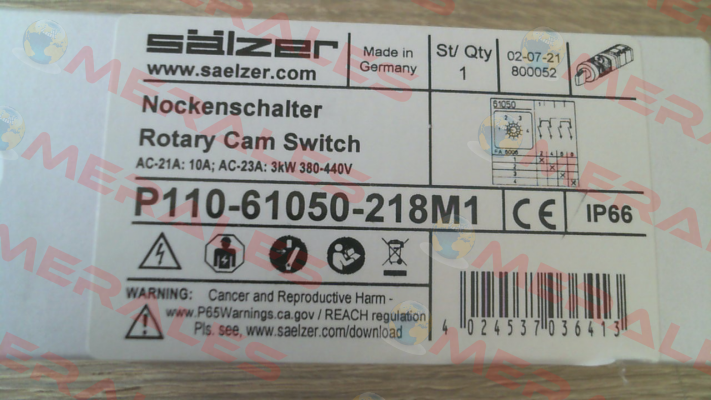 sälzer
www.saelzer.com
Made in
Germany
St/ Qty
1
02-07-21
800052
Nockenschalter
Rotary Cam Switch
AC-21A: 10A; AC-23A: 3kW 380-440V
61050
P110-61050-218M1
CE
IP66
WARNING: Cancer and Reproductive Harm -
www.P65Warnings.ca.gov / REACH regulation
Pls. see, www.saelzer.com/download
4 024537 036413
MERALES